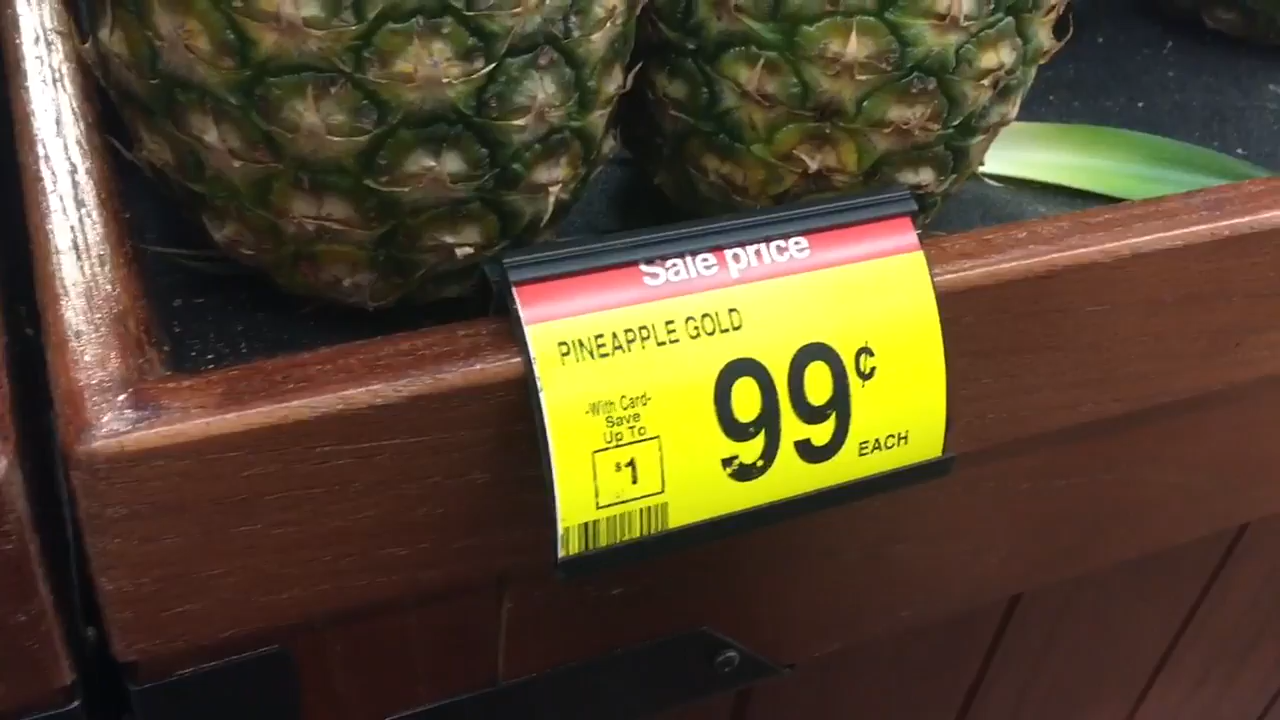 Sale price
PINEAPPLE GOLD
99¢
EACH
-With Card-
Save
Up To
$1